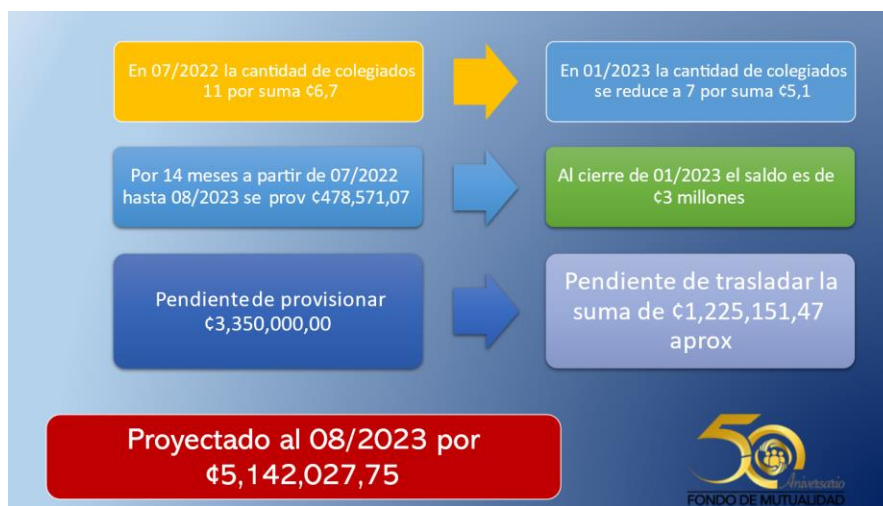 En 07/2022 la cantidad de colegiados
11 por suma ¢6,7
En 01/2023 la cantidad de colegiados
se reduce a 7 por suma ¢5,1
Por 14 meses a partir de 07/2022
hasta 08/2023 se prov ¢478,571,07
Al cierre de 01/2023 el saldo es de
¢3 millones
Pendiente de provisionar
¢3,350,000,00
Pendiente de trasladar la
suma de ¢1,225,151,47
aprox
Proyectado al 08/2023 por
¢5,142,027,75
50
Aniversario
FONDO DE MUTUALIDAD